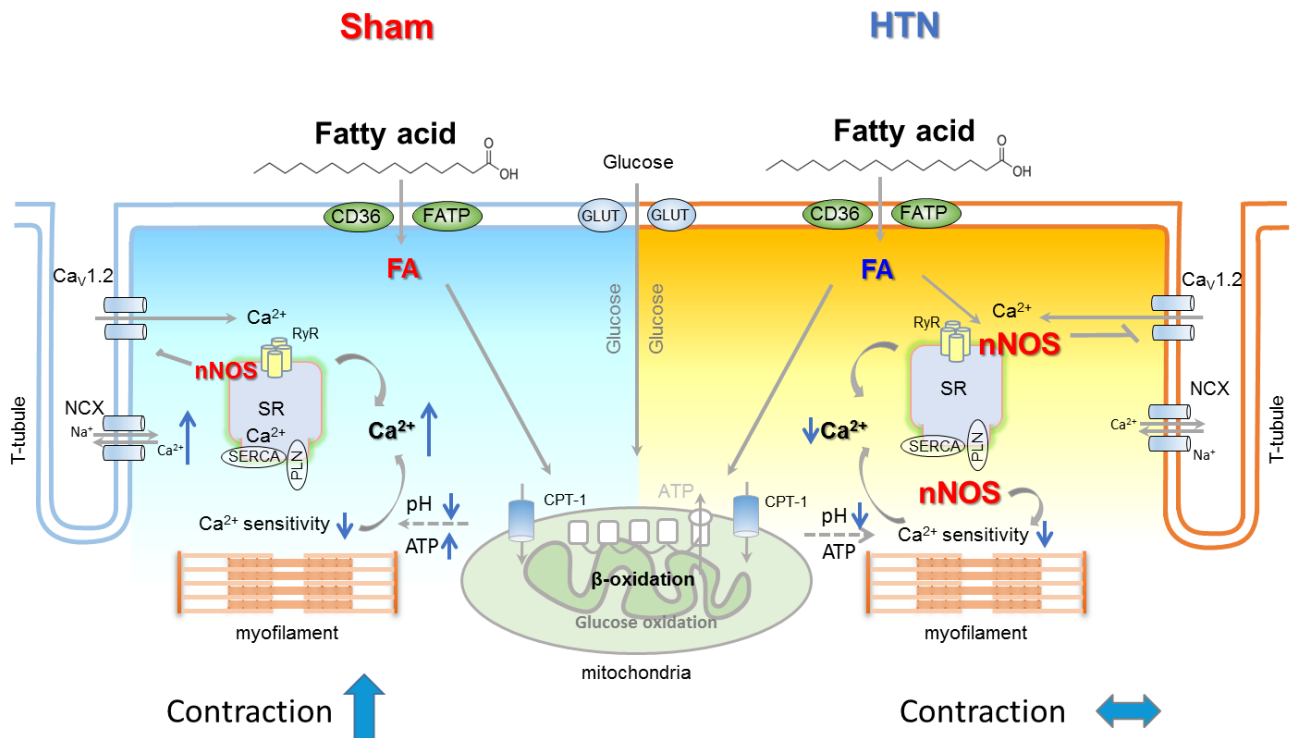 Sham
HTN
Fatty acid
Fatty acid
O
OH
O
OH
Glucose
CD36
FATP
GLUT
GLUT
CD36
FATP
FA
FA
Glucose
Glucose
Cav1.2
Cav1.2
Ca²⁺
Ca²⁺
RyR
RyR
nNOS
nNOS
SR
SR
NCX
NCX
Na⁺
Ca²⁺
Ca²⁺
Na⁺
Ca²⁺
Ca²⁺
Ca²⁺
SERCA
PLN
SERCA
PLN
T-tubule
T-tubule
nNOS
ATP
CPT-1
CPT-1
pH
ATP
pH
ATP
Ca²⁺ sensitivity
Ca²⁺ sensitivity
β-oxidation
Glucose oxidation
myofilament
myofilament
mitochondria
Contraction
Contraction